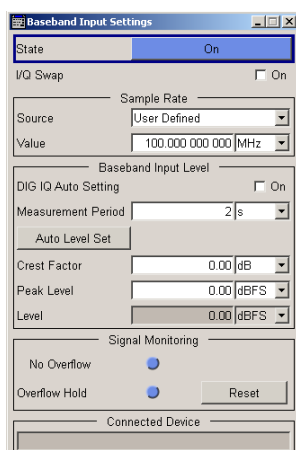 Baseband Input Settings
State On
I/Q Swap On
Sample Rate
Source User Defined
Value 100.000 000 000 MHz
Baseband Input Level
DIG IQ Auto Setting On
Measurement Period 2 s
Auto Level Set
Crest Factor 0.00 dB
Peak Level 0.00 dBFS
Level 0.00 dBFS
Signal Monitoring
No Overflow
Overflow Hold Reset
Connected Device